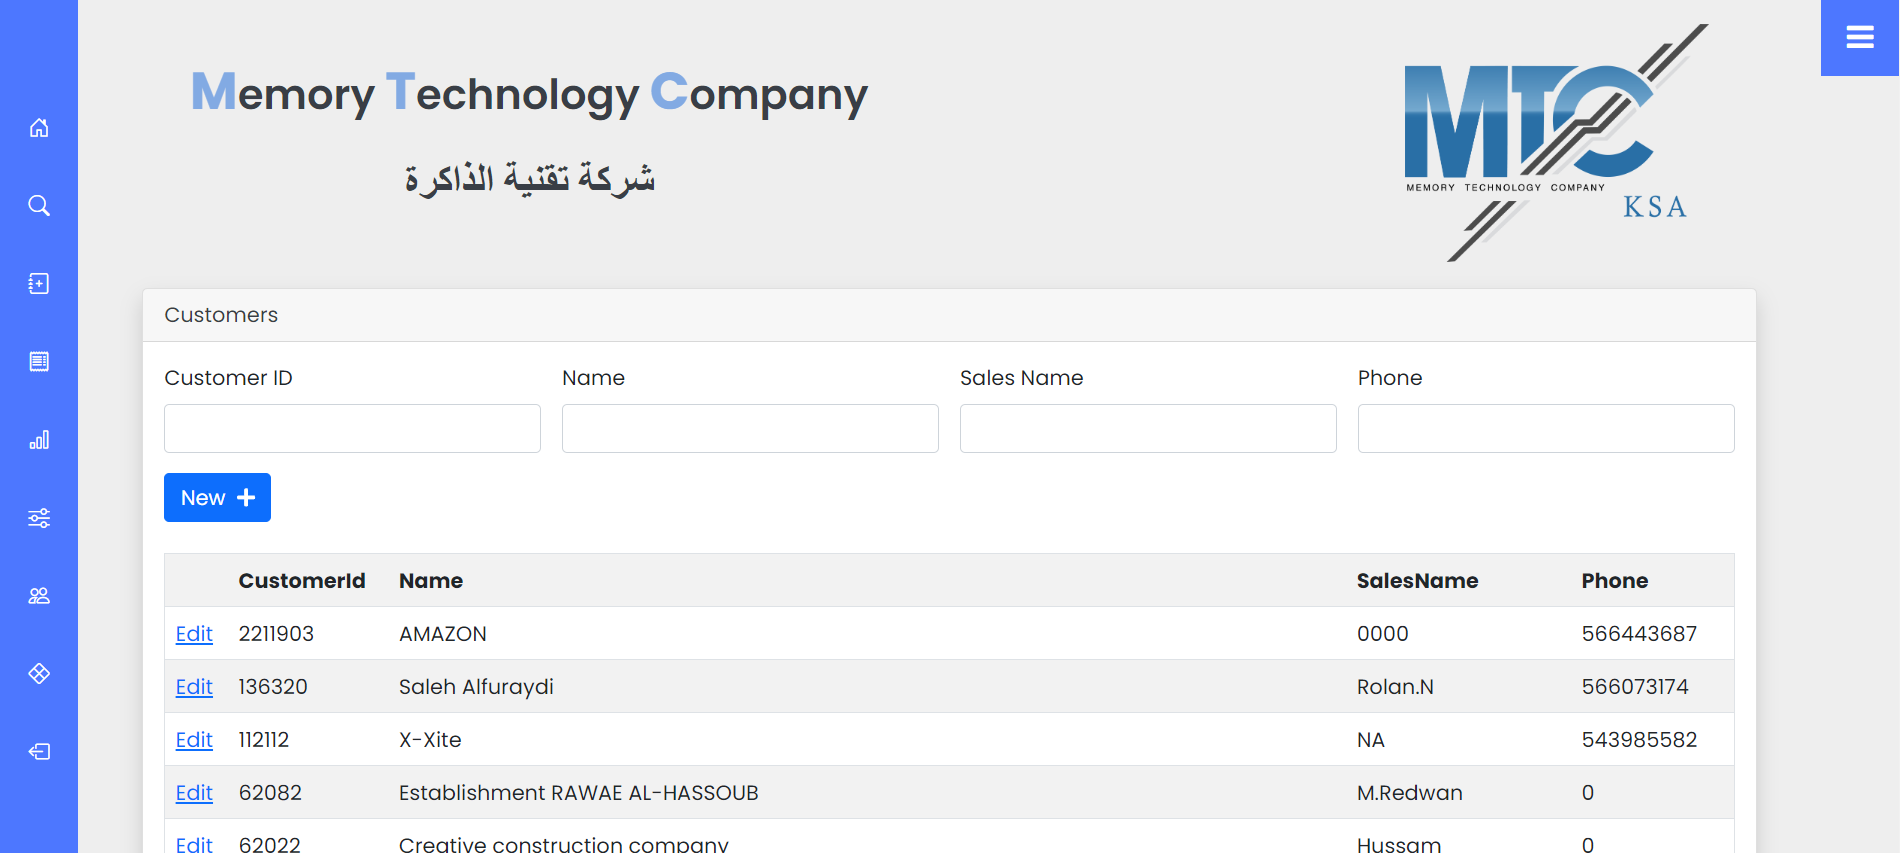 Memory Technology Company
شركة تقنية الذاكرة
MTC
MEMORY TECHNOLOGY COMPANY
KSA
Customers
Customer ID Name Sales Name Phone
New
CustomerId Name SalesName Phone
Edit 2211903 AMAZON 0000 566443687
Edit 136320 Saleh Alfuraydi Rolan.N 566073174
Edit 112112 X-Xite NA 543985582
Edit 62082 Establishment RAWAE AL-HASSOUB M.Redwan 0
Edit 62022 Creative construction company Hussam 0